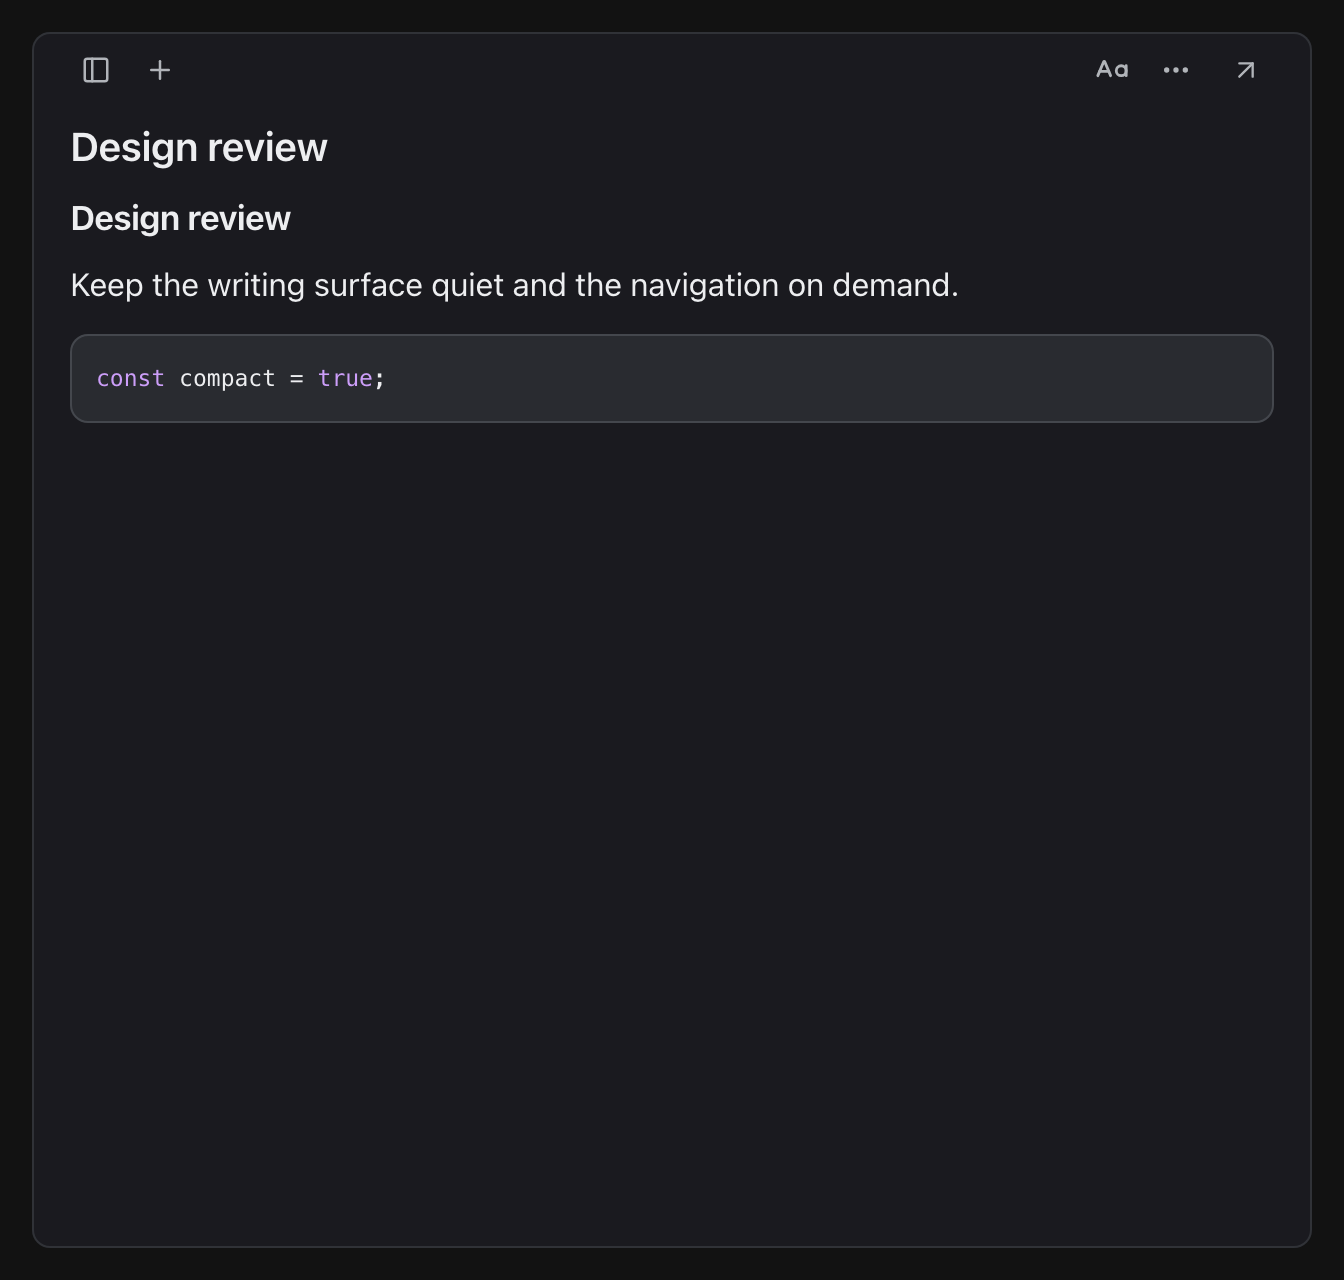 Aa
Design review
Design review
Keep the writing surface quiet and the navigation on demand.
const compact = true;